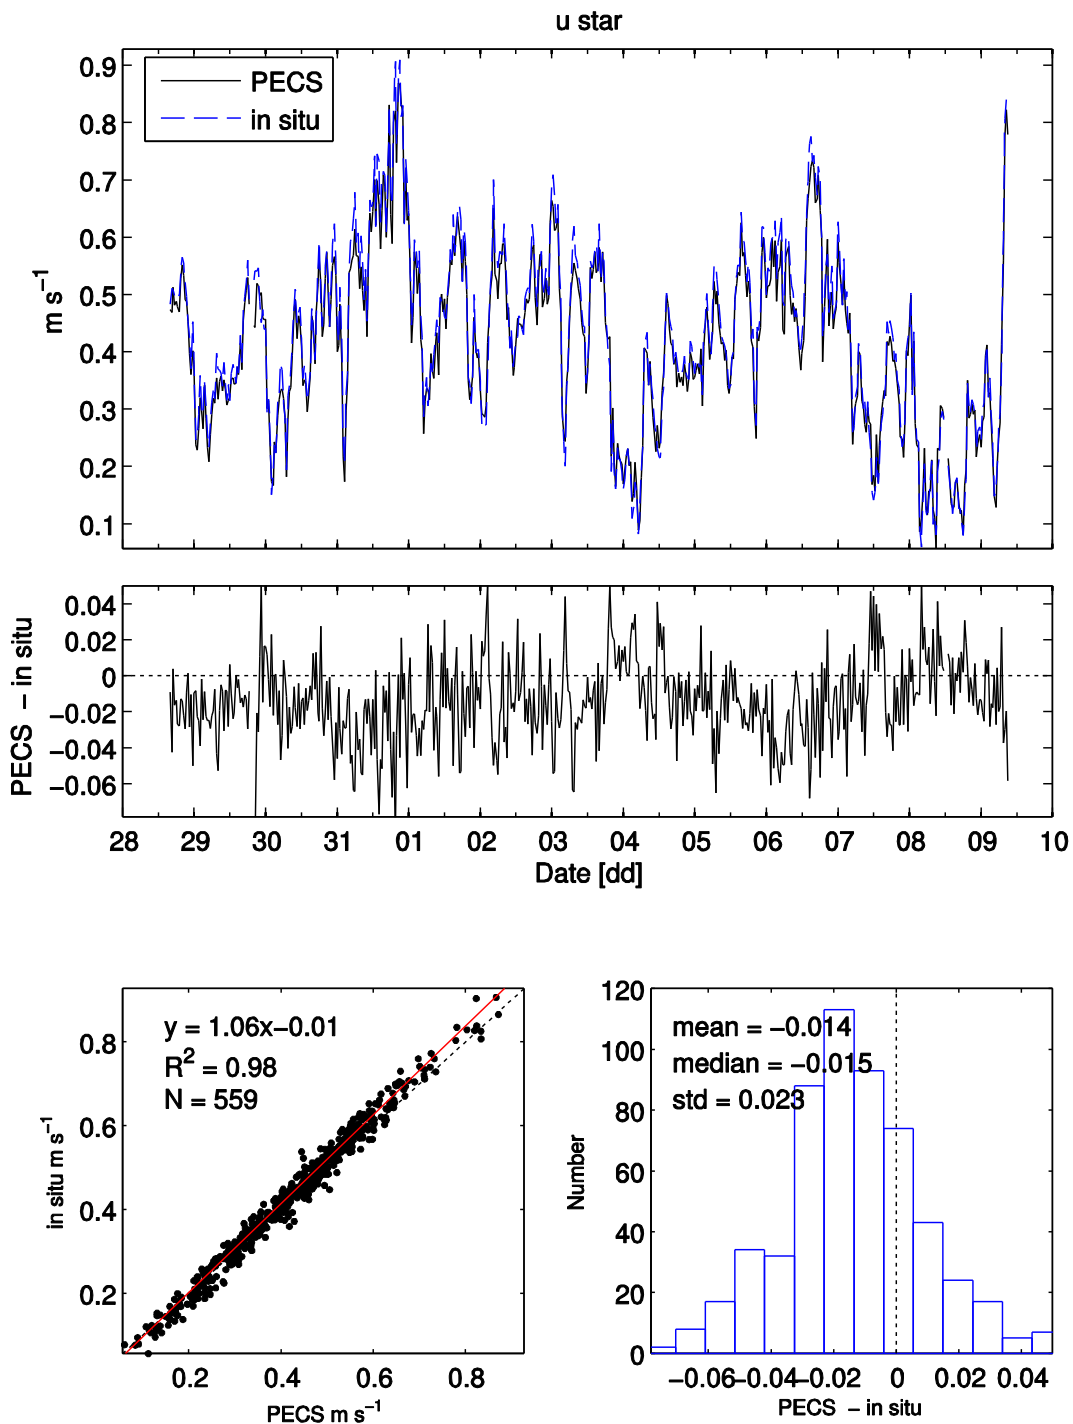 u star
0.9
0.8
0.7
0.6
0.5
0.4
0.3
0.2
0.1
m s⁻¹
PECS
in situ
0.04
0.02
0
−0.02
−0.04
−0.06
PECS − in situ
28 29 30 31 01 02 03 04 05 06 07 08 09 10
Date [dd]
y = 1.06x−0.01
R² = 0.98
N = 559
0.8
0.6
0.4
0.2
in situ m s⁻¹
0.2 0.4 0.6 0.8
PECS m s⁻¹
mean = −0.014
median = −0.015
std = 0.023
120
100
80
60
40
20
0
Number
−0.06 −0.04 −0.02 0 0.02 0.04
PECS − in situ